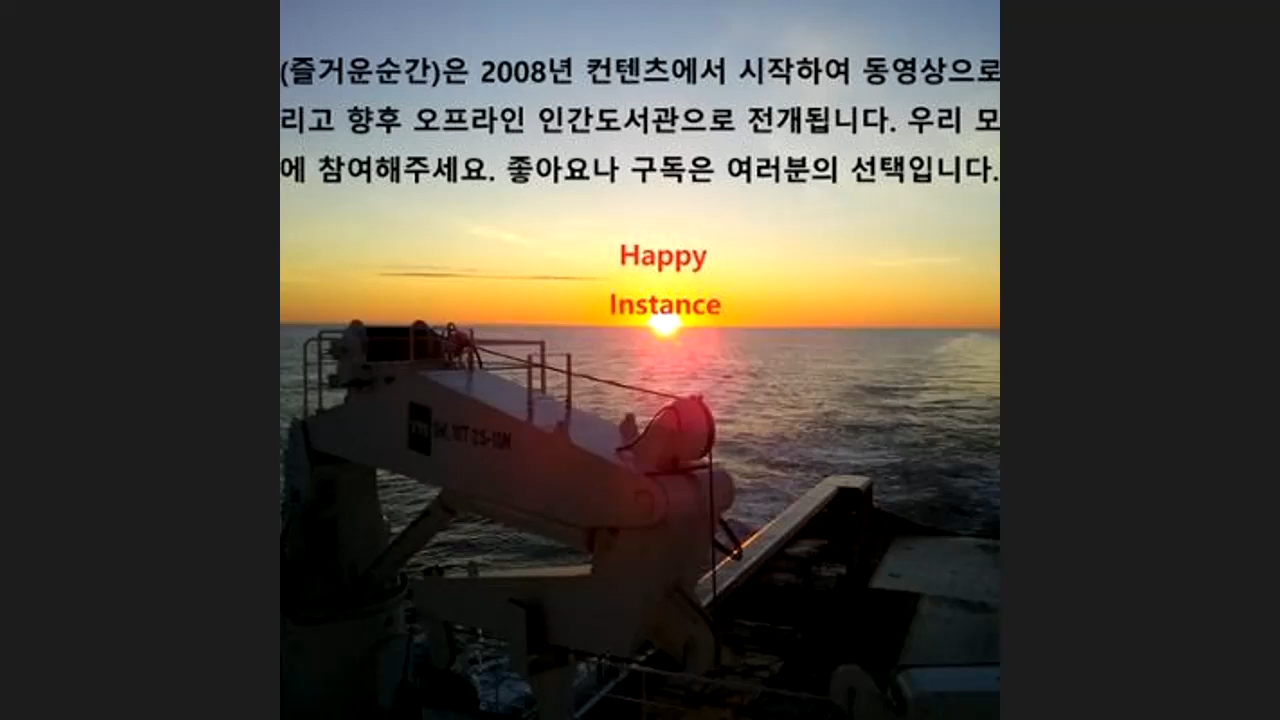 (즐거운순간)은 2008년 컨텐츠에서 시작하여 동영상으로
리고 향후 오프라인 인간도서관으로 전개됩니다. 우리 모
에 참여해주세요. 좋아요나 구독은 여러분의 선택입니다.
Happy
Instance